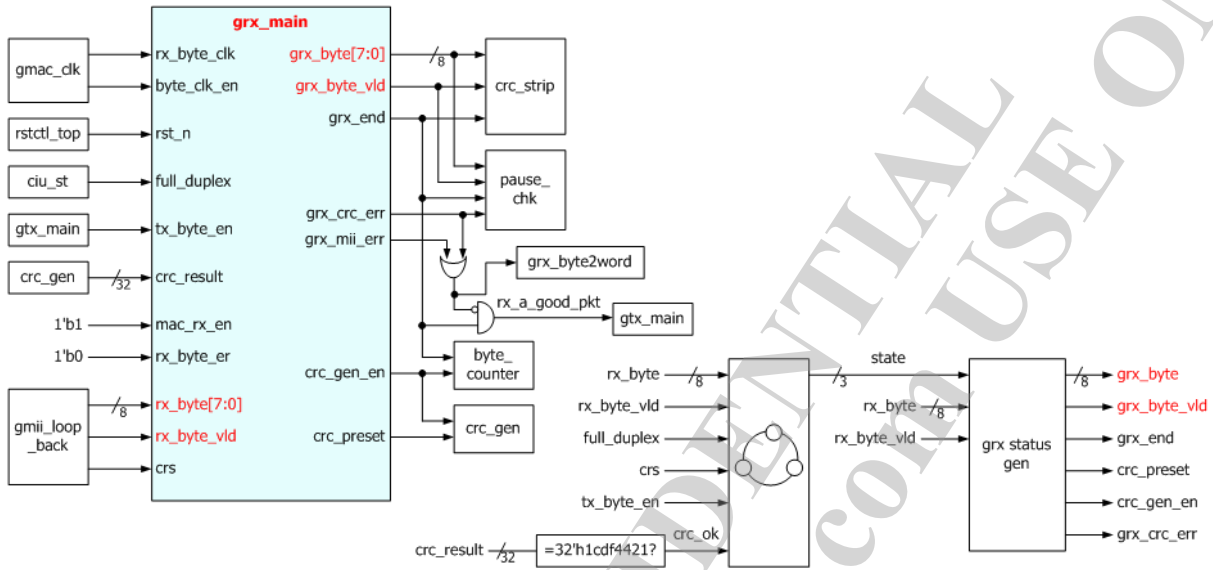 grx_main
gmac_clk
rx_byte_clk
byte_clk_en
grx_byte[7:0]
8
grx_byte_vld
grx_end
crc_strip
rstctl_top
rst_n
ciu_st
full_duplex
pause_
chk
gtx_main
tx_byte_en
grx_crc_err
grx_mii_err
crc_gen
32
crc_result
grx_byte2word
rx_a_good_pkt
gtx_main
1'b1
mac_rx_en
1'b0
rx_byte_er
byte_
counter
crc_gen_en
gmii_loop
_back
8
rx_byte[7:0]
rx_byte_vld
crs
crc_preset
crc_gen
rx_byte
8
rx_byte_vld
full_duplex
crs
tx_byte_en
crc_result
32
=32'h1cdf4421?
crc_ok
state
3
rx_byte
8
rx_byte_vld
grx status
gen
8
grx_byte
grx_byte_vld
grx_end
crc_preset
crc_gen_en
grx_crc_err
com USE